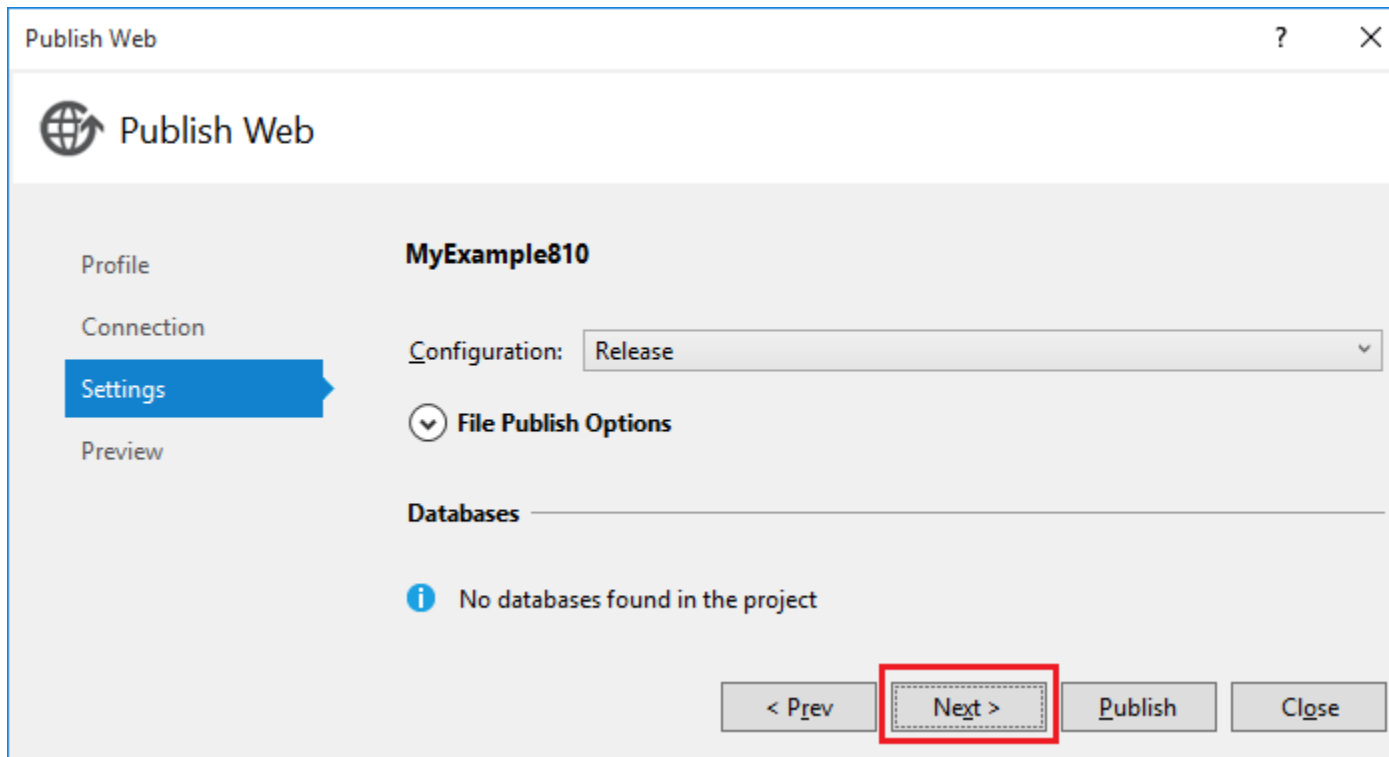 Publish Web
?
Publish Web
Profile
Connection
Settings
Preview
MyExample810
Configuration: Release
File Publish Options
Databases
i No databases found in the project
< Prev Next > Publish Close